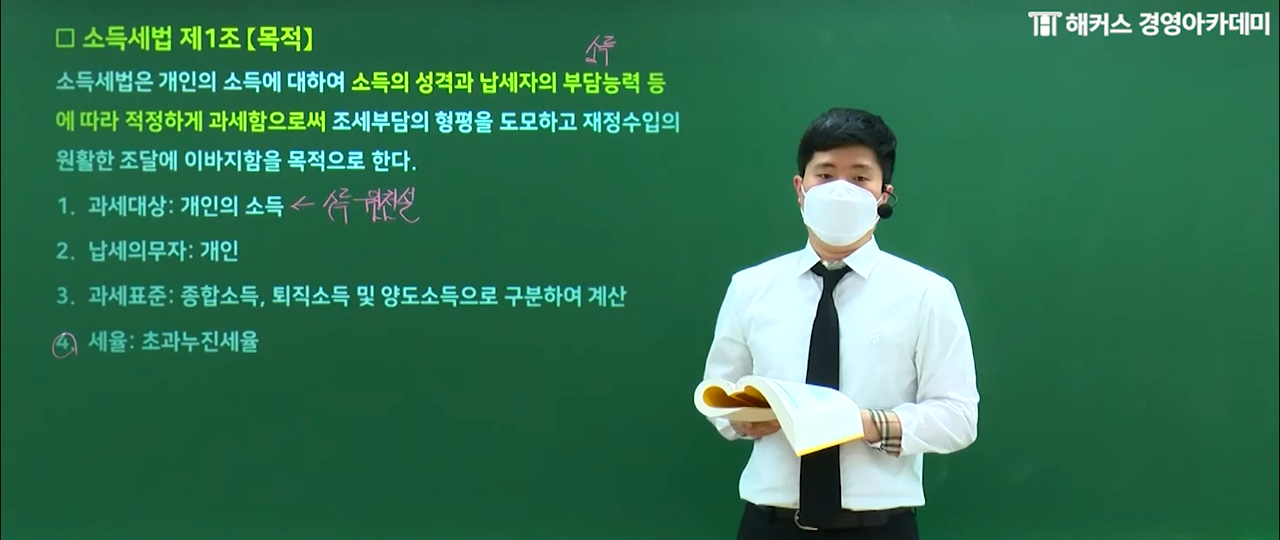 해커스 경영아카데미
□ 소득세법 제1조【목적】
소득
소득세법은 개인의 소득에 대하여 소득의 성격과 납세자의 부담능력 등
에 따라 적정하게 과세함으로써 조세부담의 형평을 도모하고 재정수입의
원활한 조달에 이바지함을 목적으로 한다.
1. 과세대상: 개인의 소득 ← 소득원천설
2. 납세의무자: 개인
3. 과세표준: 종합소득, 퇴직소득 및 양도소득으로 구분하여 계산
4. 세율: 초과누진세율